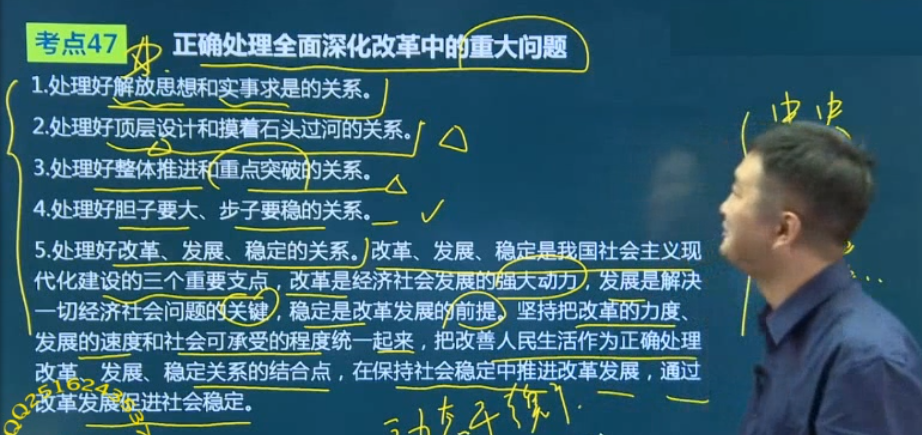 考点47
正确处理全面深化改革中的重大问题
1.处理好解放思想和实事求是的关系。
2.处理好顶层设计和摸着石头过河的关系。
3.处理好整体推进和重点突破的关系。
4.处理好胆子要大、步子要稳的关系。
5.处理好改革、发展、稳定的关系。改革、发展、稳定是我国社会主义现
代化建设的三个重要支点，改革是经济社会发展的强大动力，发展是解决
一切经济社会问题的关键，稳定是改革发展的前提。坚持把改革的力度、
发展的速度和社会可承受的程度统一起来，把改善人民生活作为正确处理
改革、发展、稳定关系的结合点，在保持社会稳定中推进改革发展，通过
改革发展促进社会稳定。
中央